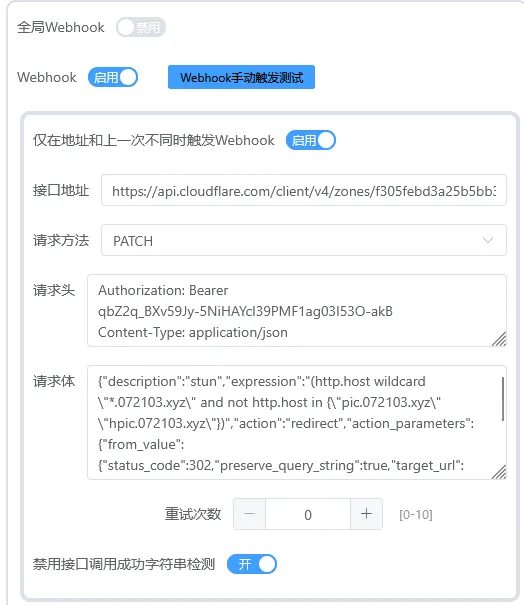 全局Webhook 禁用
Webhook 启用 Webhook手动触发测试
仅在地址和上一次不同时触发Webhook 启用
接口地址 https://api.cloudflare.com/client/v4/zones/f305febd3a25b5bb3
请求方法 PATCH
请求头 Authorization: Bearer
qbZ2q_BXv59Jy-5NiHAYcl39PMF1ag03I53O-akB
Content-Type: application/json
请求体 {"description":"stun","expression":"(http.host wildcard
\"*.072103.xyz\" and not http.host in {\"pic.072103.xyz\"
\"hpic.072103.xyz\"})","action":"redirect","action_parameters":
{"from_value":
{"status_code":302,"preserve_query_string":true,"target_url":
重试次数 — 0 + [0-10]
禁用接口调用成功字符串检测 开